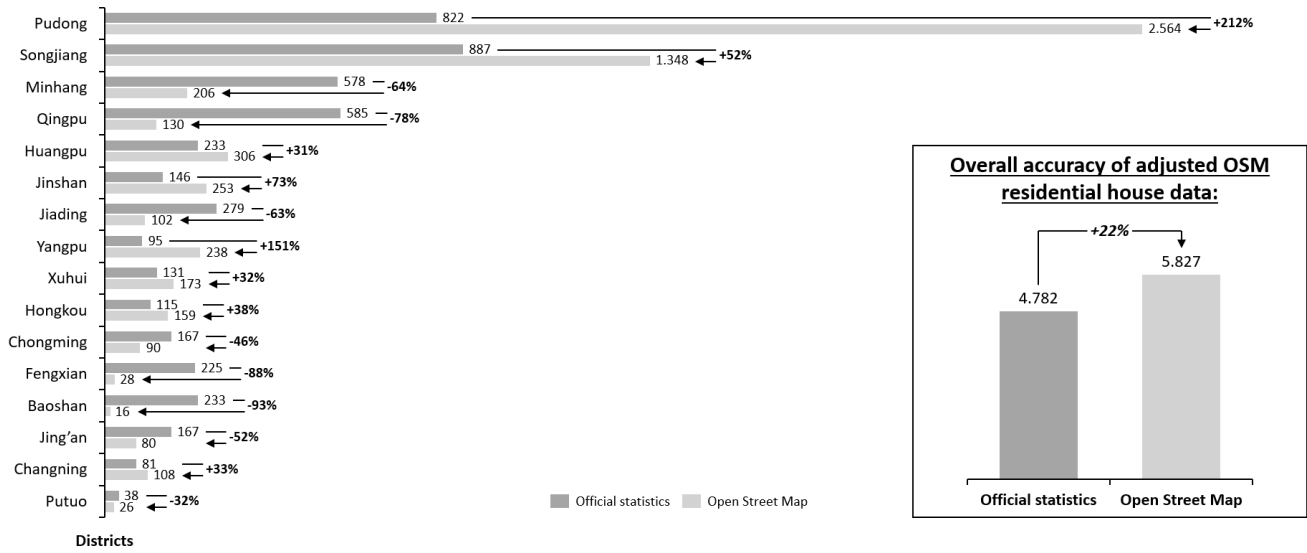 Pudong 822 2.564 +212%
Songjiang 887 1.348 +52%
Minhang 578 206 -64%
Qingpu 585 130 -78%
Huangpu 233 306 +31%
Jinshan 146 253 +73%
Jiading 279 102 -63%
Yangpu 95 238 +151%
Xuhui 131 173 +32%
Hongkou 115 159 +38%
Chongming 167 90 -46%
Fengxian 225 28 -88%
Baoshan 233 16 -93%
Jing’an 167 80 -52%
Changning 81 108 +33%
Putuo 38 26 -32%
Districts
Official statistics Open Street Map
Overall accuracy of adjusted OSM
residential house data:
+22%
4.782 5.827
Official statistics Open Street Map